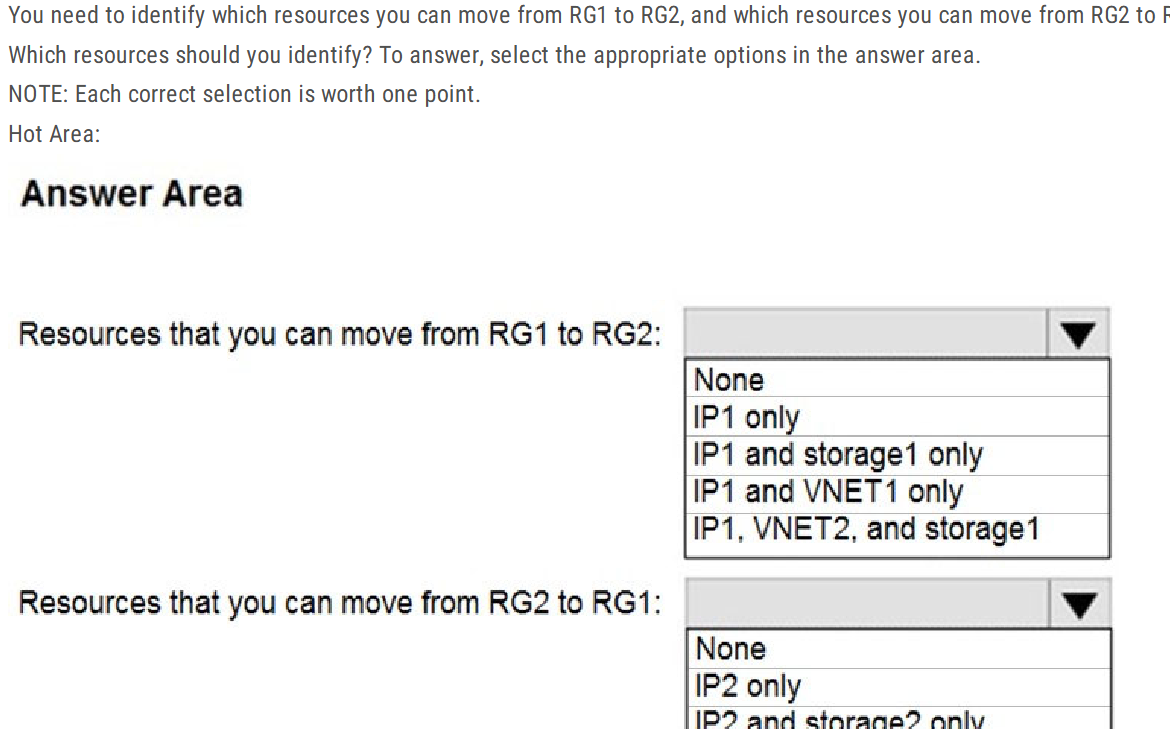 You need to identify which resources you can move from RG1 to RG2, and which resources you can move from RG2 to
Which resources should you identify? To answer, select the appropriate options in the answer area.
NOTE: Each correct selection is worth one point.
Hot Area:
Answer Area
Resources that you can move from RG1 to RG2:
None
IP1 only
IP1 and storage1 only
IP1 and VNET1 only
IP1, VNET2, and storage1
Resources that you can move from RG2 to RG1:
None
IP2 only
IP2 and storage2 only